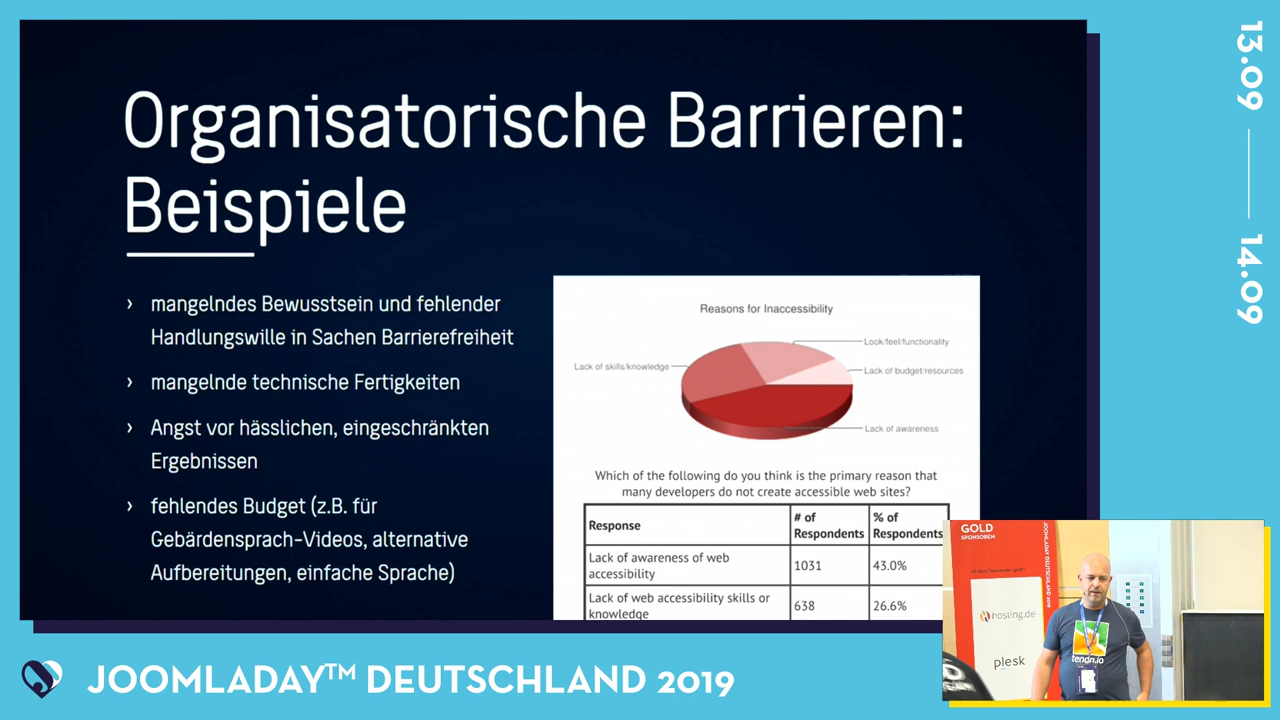 Organisatorische Barrieren:
Beispiele
› mangelndes Bewusstsein und fehlender
Handlungswille in Sachen Barrierefreiheit
› mangelnde technische Fertigkeiten
› Angst vor hässlichen, eingeschränkten
Ergebnissen
› fehlendes Budget (z.B. für
Gebärdensprach-Videos, alternative
Aufbereitungen, einfache Sprache)
Reasons for Inaccessibility
Look/feel/functionality
Lack of skills/knowledge
Lack of budget/resources
Lack of awareness
Which of the following do you think is the primary reason that
many developers do not create accessible web sites?
Response
# of
Respondents
% of
Respondents
Lack of awareness of web
accessibility
1031
43.0%
Lack of web accessibility skills or
knowledge
638
26.6%
13.09
14.09
GOLD
SPONSOREN
JOOMLADAY DEUTSCHLAND 2019
hosting.de
plesk
tendn.io
JOOMLADAY™ DEUTSCHLAND 2019